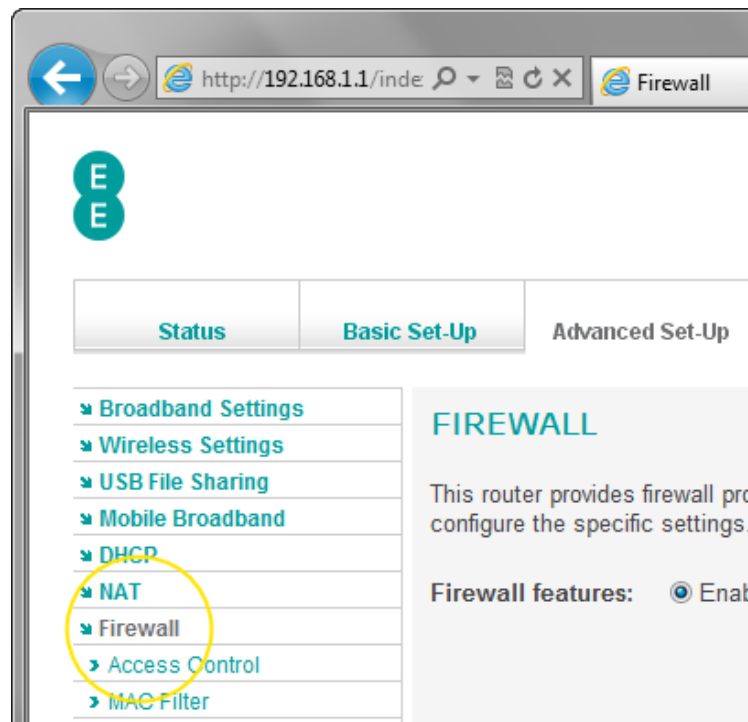 http://192.168.1.1/inde
Firewall
E
E
Status
Basic Set-Up
Advanced Set-Up
Broadband Settings
Wireless Settings
USB File Sharing
Mobile Broadband
DHCP
NAT
Firewall
Access Control
MAC Filter
FIREWALL
This router provides firewall pro
configure the specific settings.
Firewall features: Enab